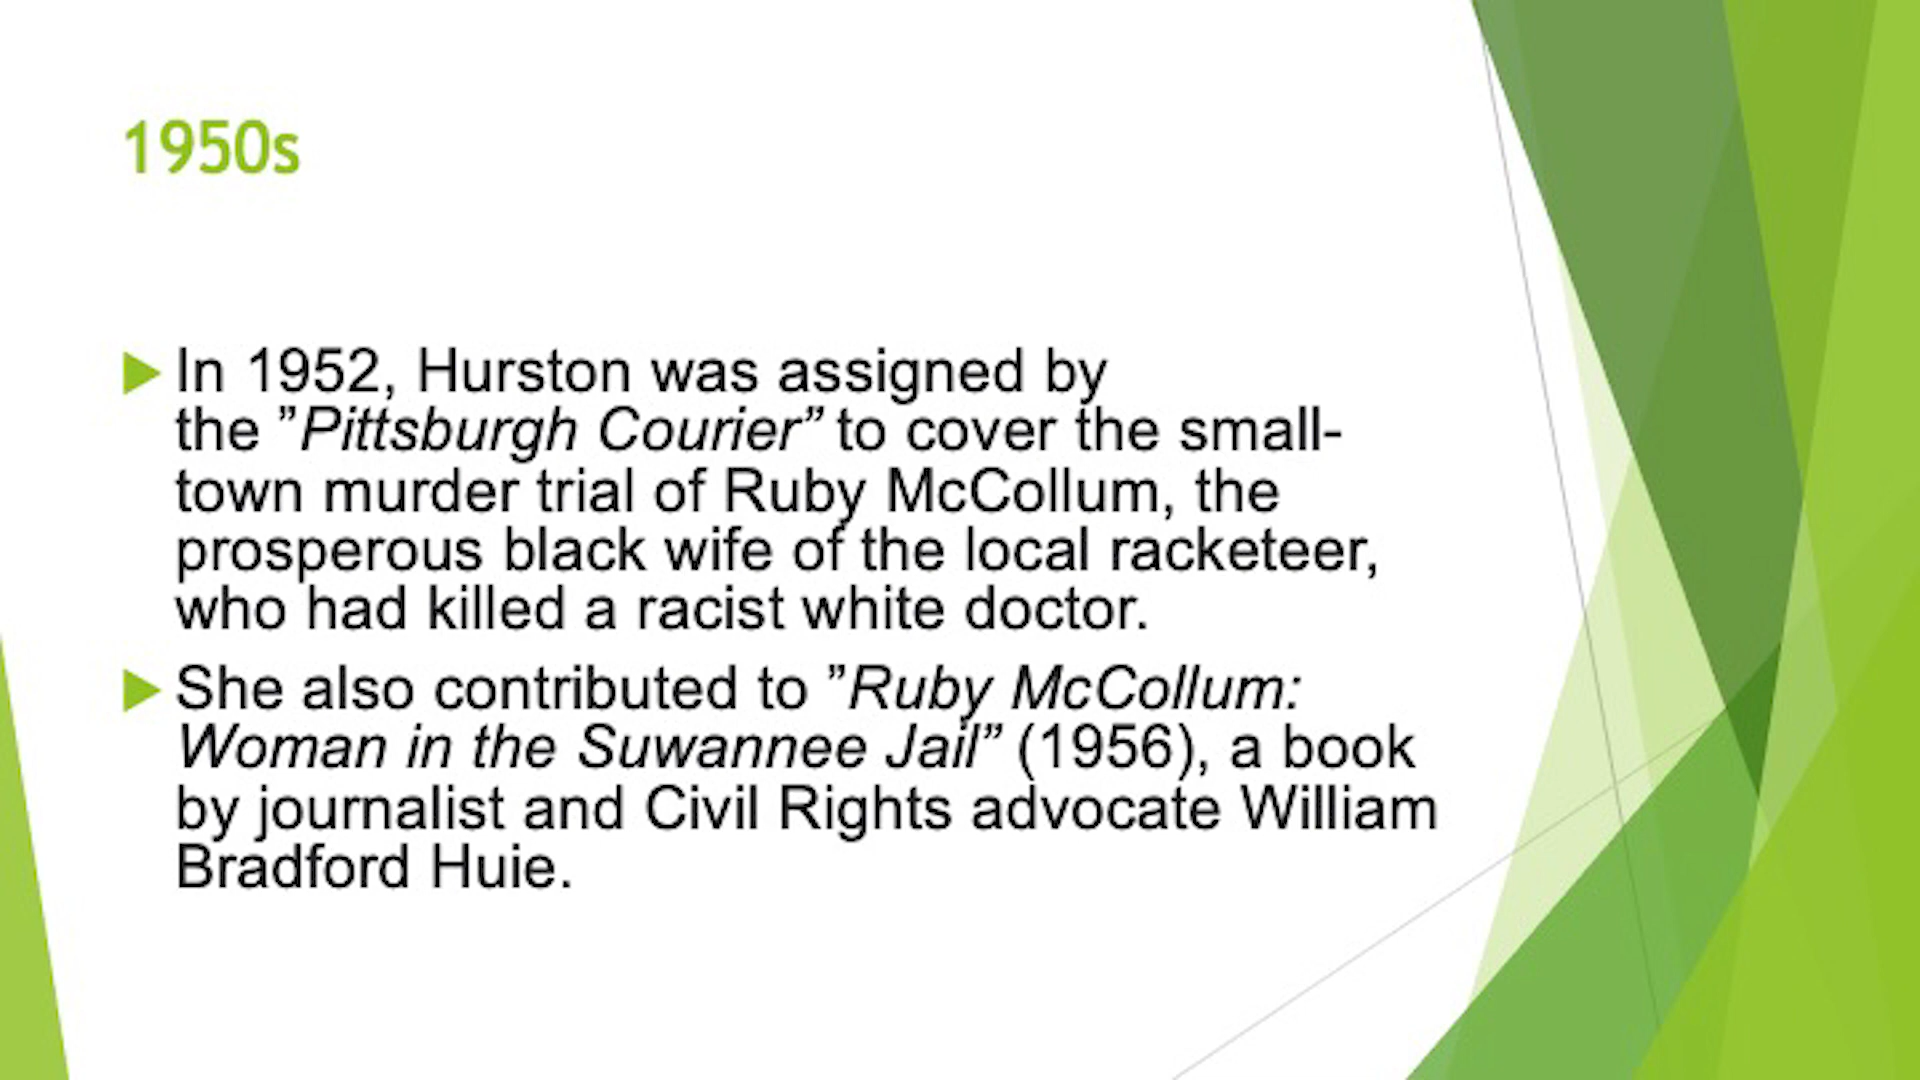 1950s
In 1952, Hurston was assigned by
the ”Pittsburgh Courier” to cover the small-
town murder trial of Ruby McCollum, the
prosperous black wife of the local racketeer,
who had killed a racist white doctor.
She also contributed to ”Ruby McCollum:
Woman in the Suwannee Jail” (1956), a book
by journalist and Civil Rights advocate William
Bradford Huie.